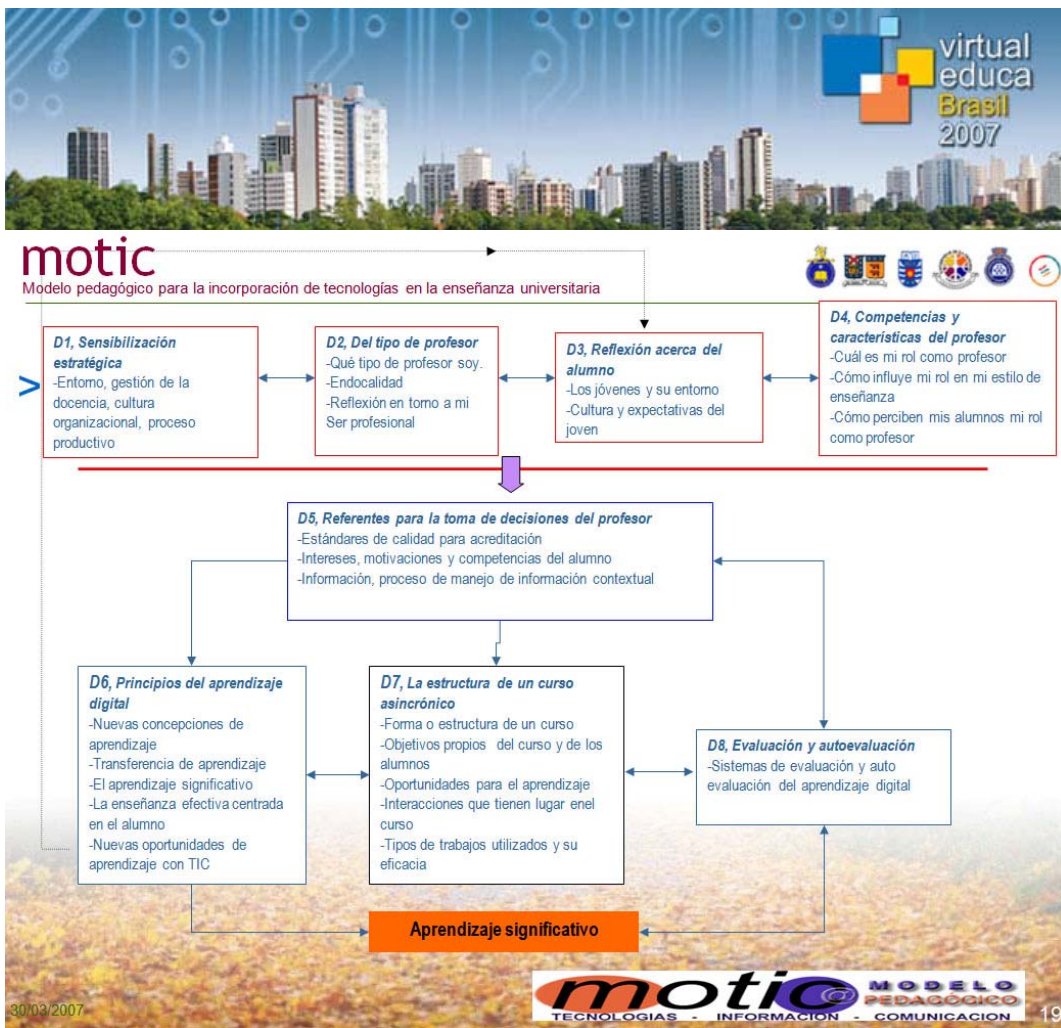 virtual
educa
Brasil
2007
motic
Modelo pedagógico para la incorporación de tecnologías en la enseñanza universitaria
D1, Sensibilización
estratégica
-Entorno, gestión de la
docencia, cultura
organizacional, proceso
productivo
D2, Del tipo de profesor
-Qué tipo de profesor soy.
-Endocalidad
-Reflexión en torno a mi
Ser profesional
D3, Reflexión acerca del
alumno
-Los jóvenes y su entorno
-Cultura y expectativas del
joven
D4, Competencias y
características del profesor
-Cuál es mi rol como profesor
-Cómo influye mi rol en mi estilo de
enseñanza
-Cómo perciben mis alumnos mi rol
como profesor
>
D5, Referentes para la toma de decisiones del profesor
-Estándares de calidad para acreditación
-Intereses, motivaciones y competencias del alumno
-Información, proceso de manejo de información contextual
D6, Principios del aprendizaje
digital
-Nuevas concepciones de
aprendizaje
-Transferencia de aprendizaje
-El aprendizaje significativo
-La enseñanza efectiva centrada
en el alumno
-Nuevas oportunidades de
aprendizaje con TIC
D7, La estructura de un curso
asincrónico
-Forma o estructura de un curso
-Objetivos propios del curso y de los
alumnos
-Oportunidades para el aprendizaje
-Interacciones que tienen lugar enel
curso
-Tipos de trabajos utilizados y su
eficacia
D8, Evaluación y autoevaluación
-Sistemas de evaluación y auto
evaluación del aprendizaje digital
Aprendizaje significativo
30/03/2007
motic@ MODELO
PEDAGÓGICO
TECNOLOGIAS - INFORMACION - COMUNICACION
19